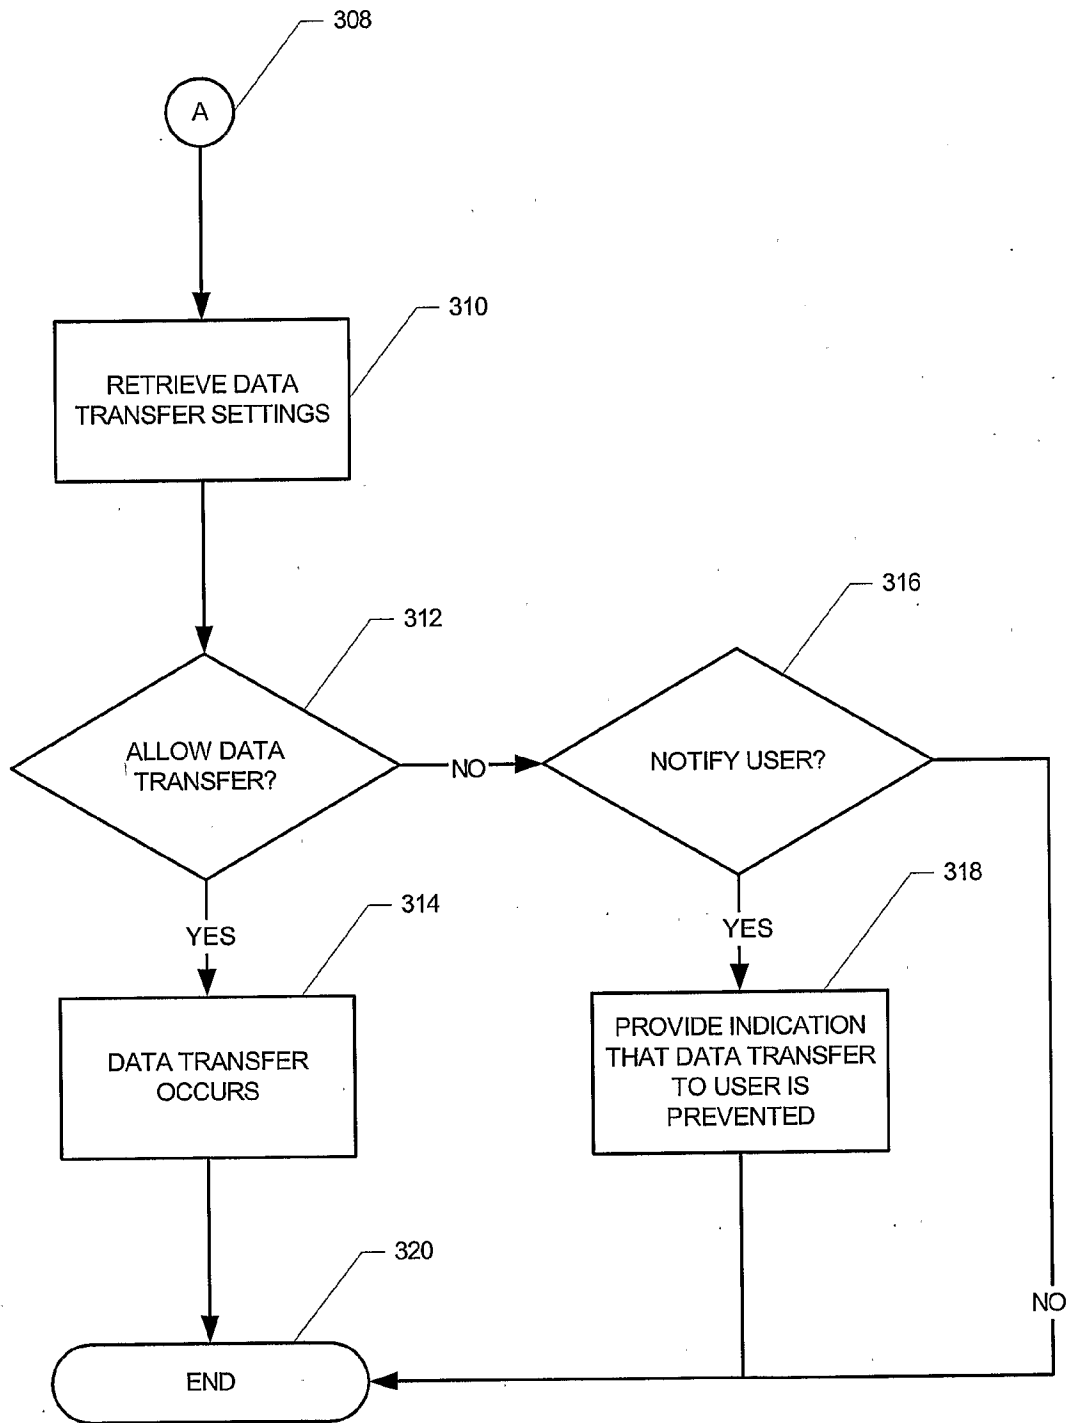 308
A
310
RETRIEVE DATA
TRANSFER SETTINGS
312
ALLOW DATA
TRANSFER?
NO
316
NOTIFY USER?
YES
314
DATA TRANSFER
OCCURS
YES
318
PROVIDE INDICATION
THAT DATA TRANSFER
TO USER IS
PREVENTED
NO
320
END